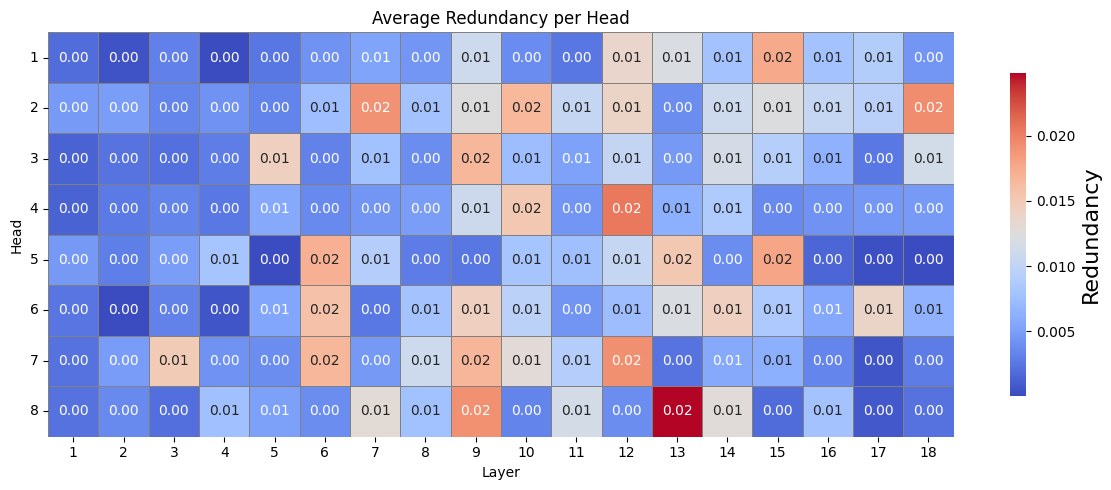 Average Redundancy per Head
1 0.00 0.00 0.00 0.00 0.00 0.00 0.01 0.00 0.01 0.00 0.00 0.01 0.01 0.01 0.02 0.01 0.01 0.00
2 0.00 0.00 0.00 0.00 0.00 0.01 0.02 0.01 0.01 0.02 0.01 0.01 0.00 0.01 0.01 0.01 0.01 0.02
3 0.00 0.00 0.00 0.00 0.01 0.00 0.01 0.00 0.02 0.01 0.01 0.01 0.00 0.01 0.01 0.01 0.00 0.01
4 0.00 0.00 0.00 0.00 0.01 0.00 0.00 0.00 0.01 0.02 0.00 0.02 0.01 0.01 0.00 0.00 0.00 0.00
5 0.00 0.00 0.00 0.01 0.00 0.02 0.01 0.00 0.00 0.01 0.01 0.01 0.02 0.00 0.02 0.00 0.00 0.00
6 0.00 0.00 0.00 0.00 0.01 0.02 0.00 0.01 0.01 0.01 0.00 0.01 0.01 0.01 0.01 0.01 0.01 0.01
7 0.00 0.00 0.01 0.00 0.00 0.02 0.00 0.01 0.02 0.01 0.01 0.02 0.00 0.01 0.01 0.00 0.00 0.00
8 0.00 0.00 0.00 0.01 0.01 0.00 0.01 0.01 0.02 0.00 0.01 0.00 0.02 0.01 0.00 0.01 0.00 0.00
1 2 3 4 5 6 7 8 9 10 11 12 13 14 15 16 17 18
Layer
Head
0.020
0.015
0.010
0.005
Redundancy